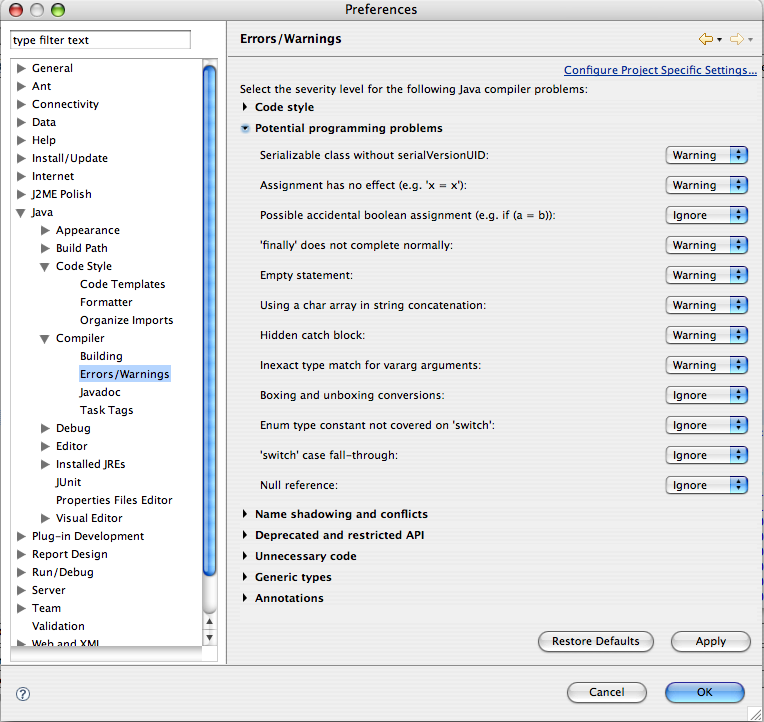 Preferences
type filter text
General
Ant
Connectivity
Data
Help
Install/Update
Internet
J2ME Polish
Java
Appearance
Build Path
Code Style
Code Templates
Formatter
Organize Imports
Compiler
Building
Errors/Warnings
Javadoc
Task Tags
Debug
Editor
Installed JREs
JUnit
Properties Files Editor
Visual Editor
Plug-in Development
Report Design
Run/Debug
Server
Team
Validation
Web and XML
Errors/Warnings
Configure Project Specific Settings...
Select the severity level for the following Java compiler problems:
Code style
Potential programming problems
Serializable class without serialVersionUID: Warning
Assignment has no effect (e.g. 'x = x'): Warning
Possible accidental boolean assignment (e.g. if (a = b)): Ignore
'finally' does not complete normally: Warning
Empty statement: Warning
Using a char array in string concatenation: Warning
Hidden catch block: Warning
Inexact type match for vararg arguments: Warning
Boxing and unboxing conversions: Ignore
Enum type constant not covered on 'switch': Ignore
'switch' case fall-through: Ignore
Null reference: Ignore
Name shadowing and conflicts
Deprecated and restricted API
Unnecessary code
Generic types
Annotations
Restore Defaults Apply
? Cancel OK